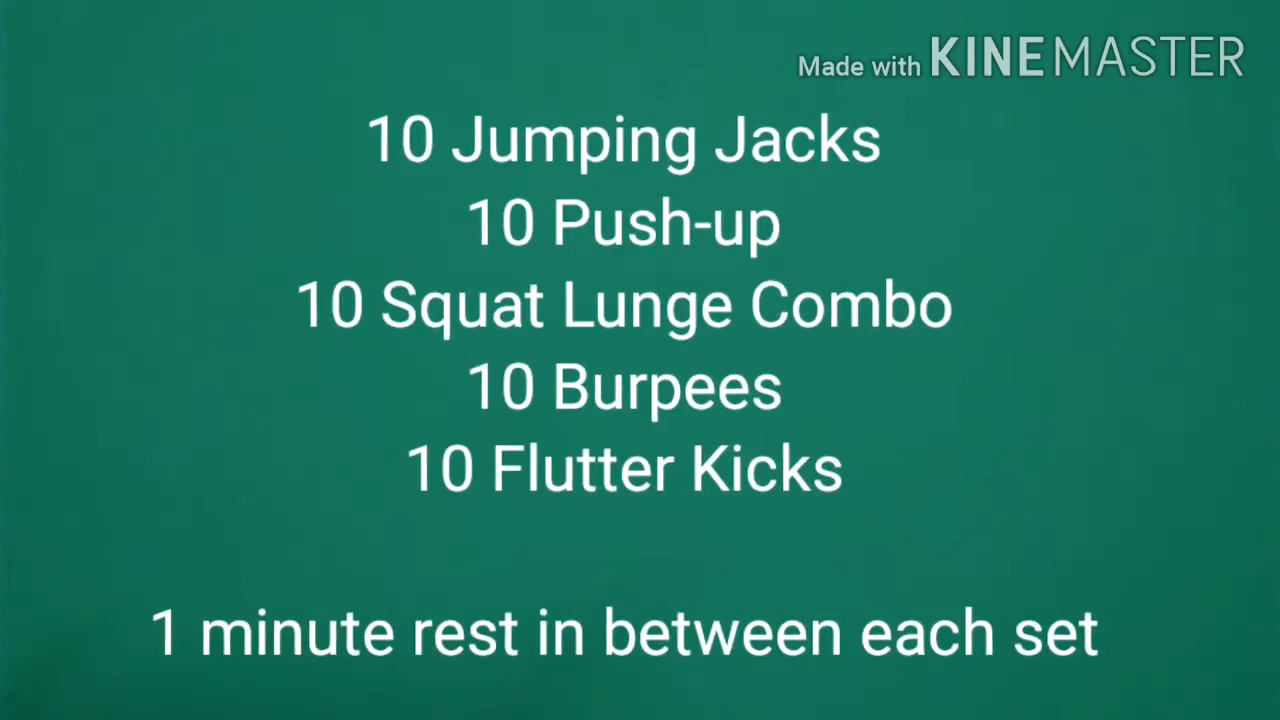 Made with KINEMASTER
10 Jumping Jacks
10 Push-up
10 Squat Lunge Combo
10 Burpees
10 Flutter Kicks
1 minute rest in between each set